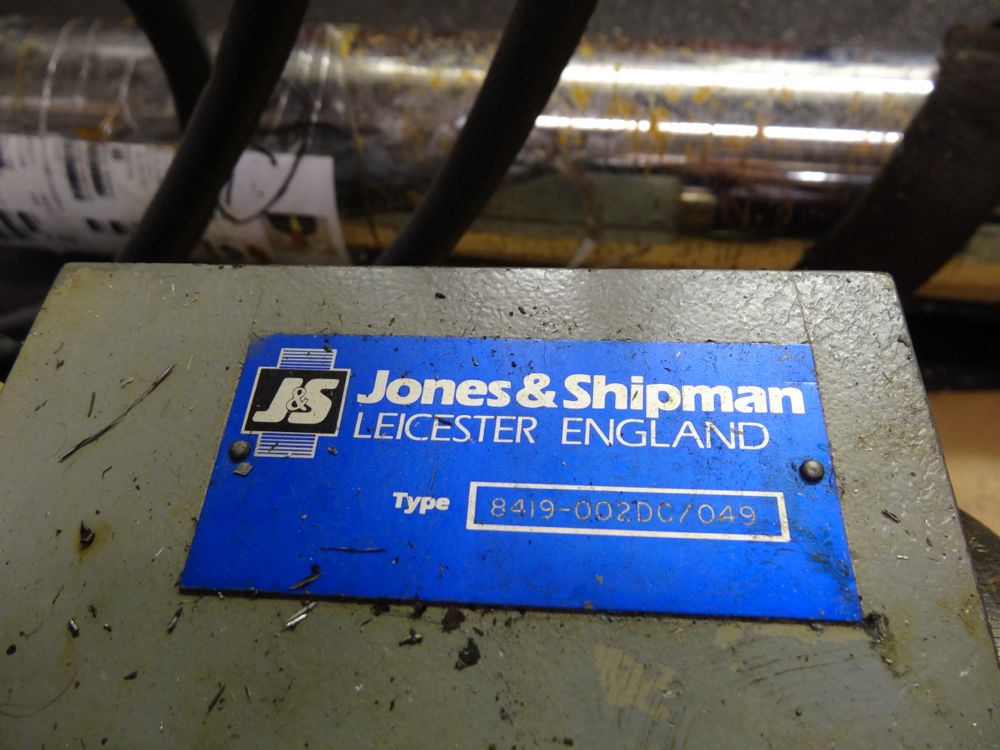 J&S
Jones & Shipman
LEICESTER ENGLAND
Type 8419-002DC/049